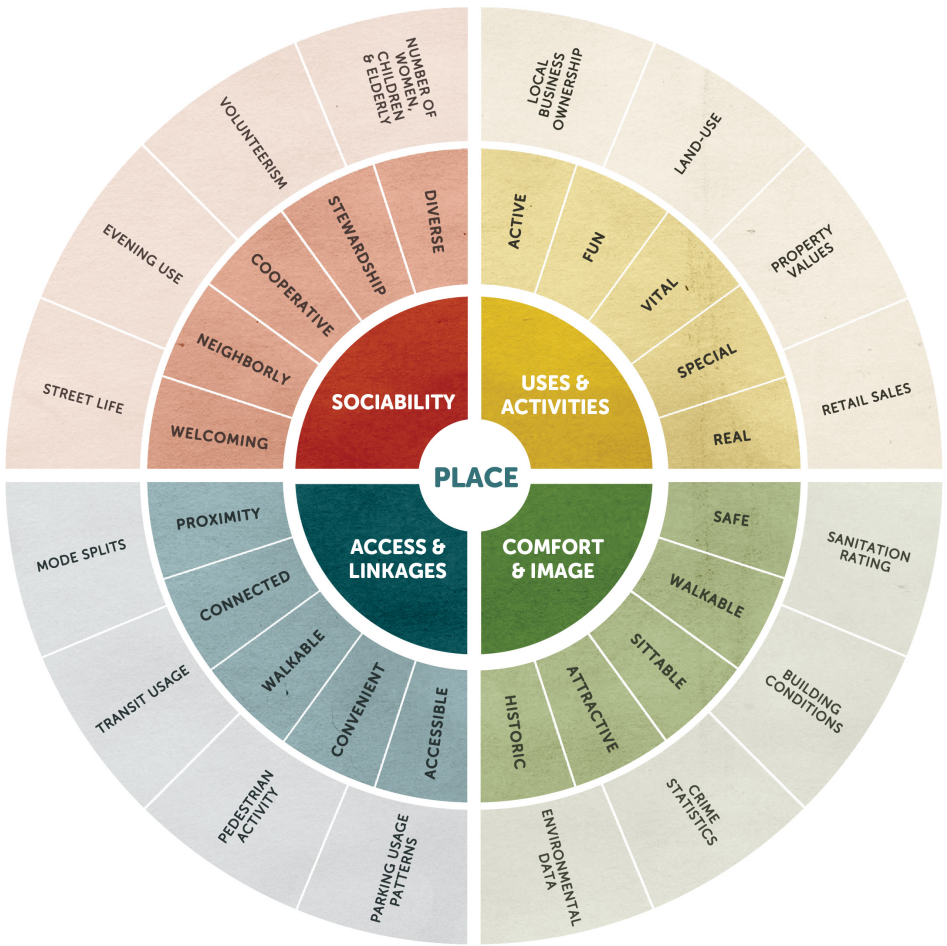 PLACE
SOCIABILITY
WELCOMING
NEIGHBORLY
COOPERATIVE
STEWARDSHIP
DIVERSE
STREET LIFE
EVENING USE
VOLUNTEERISM
NUMBER OF
WOMEN,
CHILDREN
& ELDERLY
USES &
ACTIVITIES
ACTIVE
FUN
VITAL
SPECIAL
REAL
LOCAL
BUSINESS
OWNERSHIP
LAND-USE
PROPERTY
VALUES
RETAIL SALES
COMFORT
& IMAGE
SAFE
WALKABLE
SITTABLE
ATTRACTIVE
HISTORIC
SANITATION
RATING
BUILDING
CONDITIONS
CRIME
STATISTICS
ENVIRONMENTAL
DATA
ACCESS &
LINKAGES
ACCESSIBLE
CONVENIENT
WALKABLE
CONNECTED
PROXIMITY
PARKING USAGE
PATTERNS
PEDESTRIAN
ACTIVITY
TRANSIT USAGE
MODE SPLITS